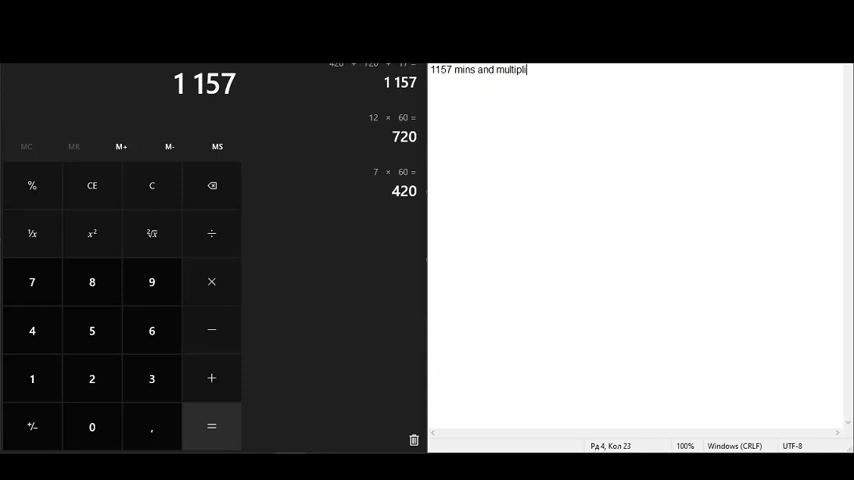 1 157
420 + 720 + 17 =
1 157
12 × 60 =
720
7 × 60 =
420
MC MR M+ M- MS
% CE C
⅟x x² ²√x ÷
7 8 9 ×
4 5 6 −
1 2 3 +
+/− 0 , =
1157 mins and multipli
Рд 4, Кол 23 100% Windows (CRLF) UTF-8